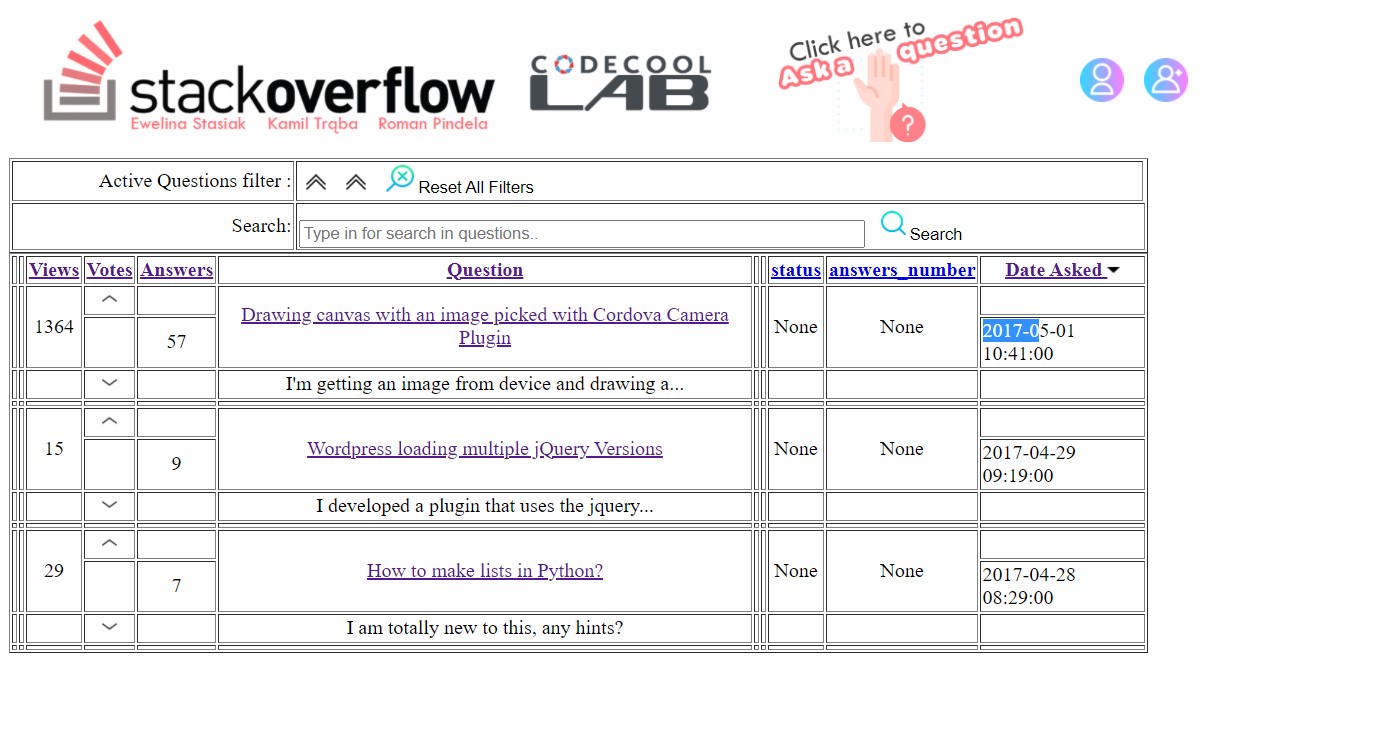 stackoverflow
Ewelina Stasiak Kamil Trąba Roman Pindela
CODECOOL
LAB
Click here to
Ask a question
?
Active Questions filter : Reset All Filters
Search: Type in for search in questions.. Search
Views Votes Answers Question status answers_number Date Asked
1364 57 Drawing canvas with an image picked with Cordova Camera
Plugin None None 2017-05-01
10:41:00
I'm getting an image from device and drawing a...
15 9 Wordpress loading multiple jQuery Versions None None 2017-04-29
09:19:00
I developed a plugin that uses the jquery...
29 7 How to make lists in Python? None None 2017-04-28
08:29:00
I am totally new to this, any hints?